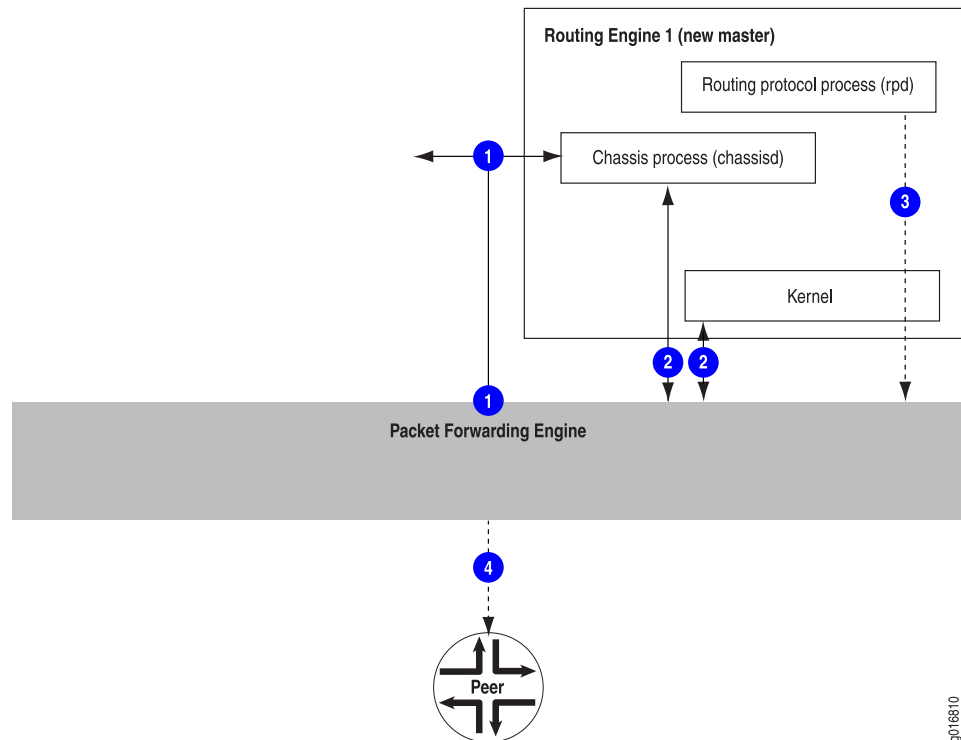 Routing Engine 1 (new master)
Routing protocol process (rpd)
1
Chassis process (chassisd)
3
Kernel
2
2
1
Packet Forwarding Engine
4
Peer
g016810